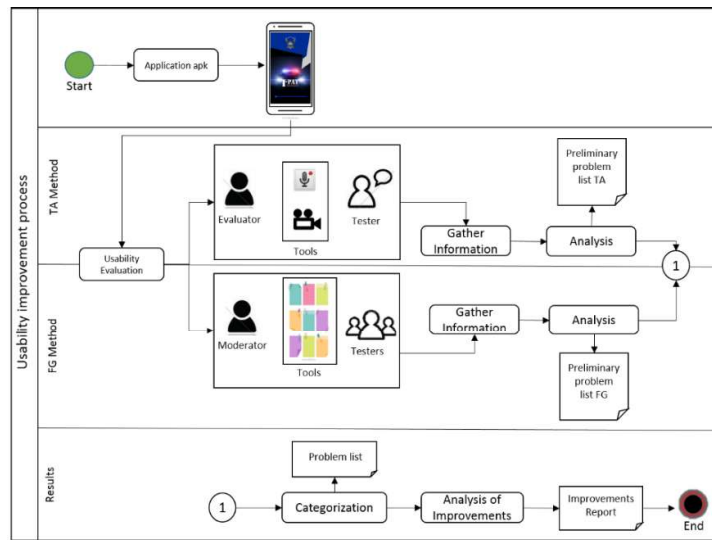 Usability improvement process
Start
Application apk
TA Method
Evaluator
Tools
Tester
Gather
Information
Analysis
Preliminary
problem
list TA
Usability
Evaluation
1
FG Method
Moderator
Tools
Testers
Gather
Information
Analysis
Preliminary
problem
list FG
Results
Problem list
1
Categorization
Analysis of
Improvements
Improvements
Report
End